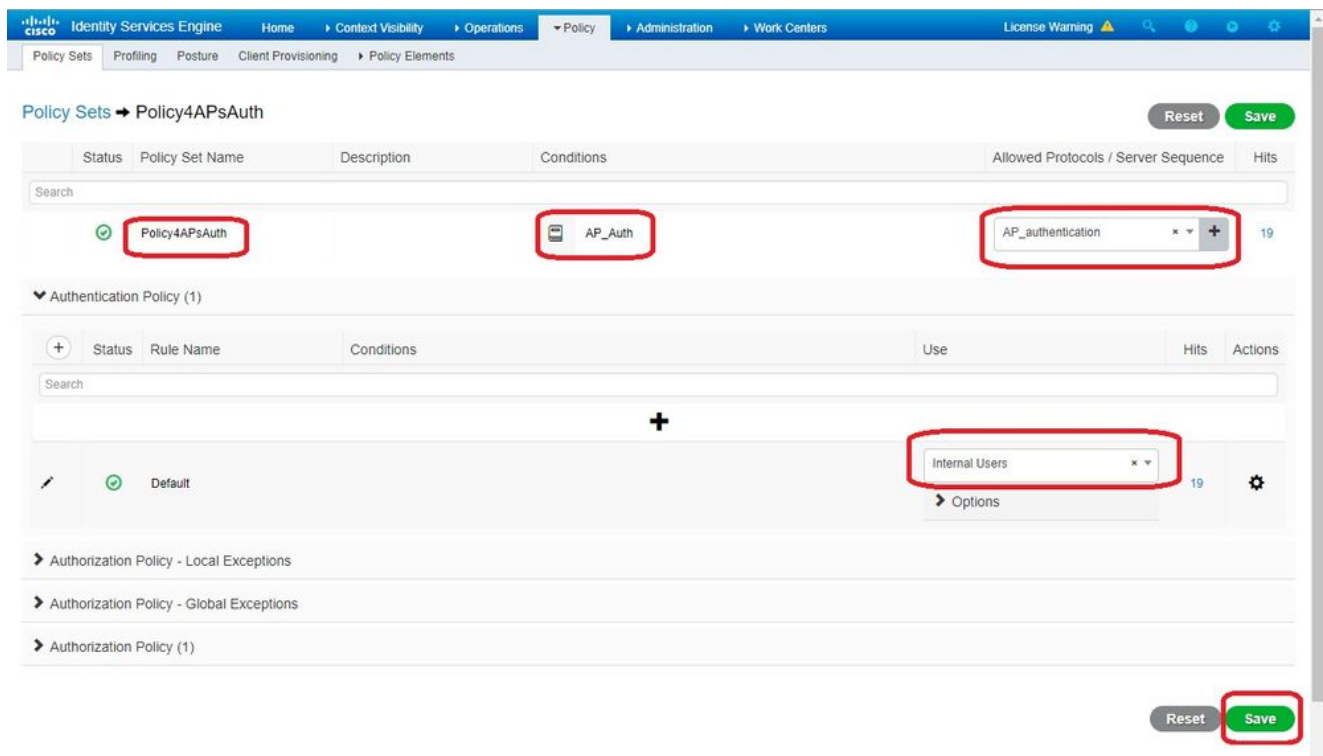 cisco Identity Services Engine Home Context Visibility Operations Policy Administration Work Centers License Warning
Policy Sets Profiling Posture Client Provisioning Policy Elements
Policy Sets → Policy4APsAuth Reset Save
Status Policy Set Name Description Conditions Allowed Protocols / Server Sequence Hits
Search
Policy4APsAuth AP_Auth AP_authentication × + 19
Authentication Policy (1)
+ Status Rule Name Conditions Use Hits Actions
Search
+
Default Internal Users × 19
Options
Authorization Policy - Local Exceptions
Authorization Policy - Global Exceptions
Authorization Policy (1)
Reset Save